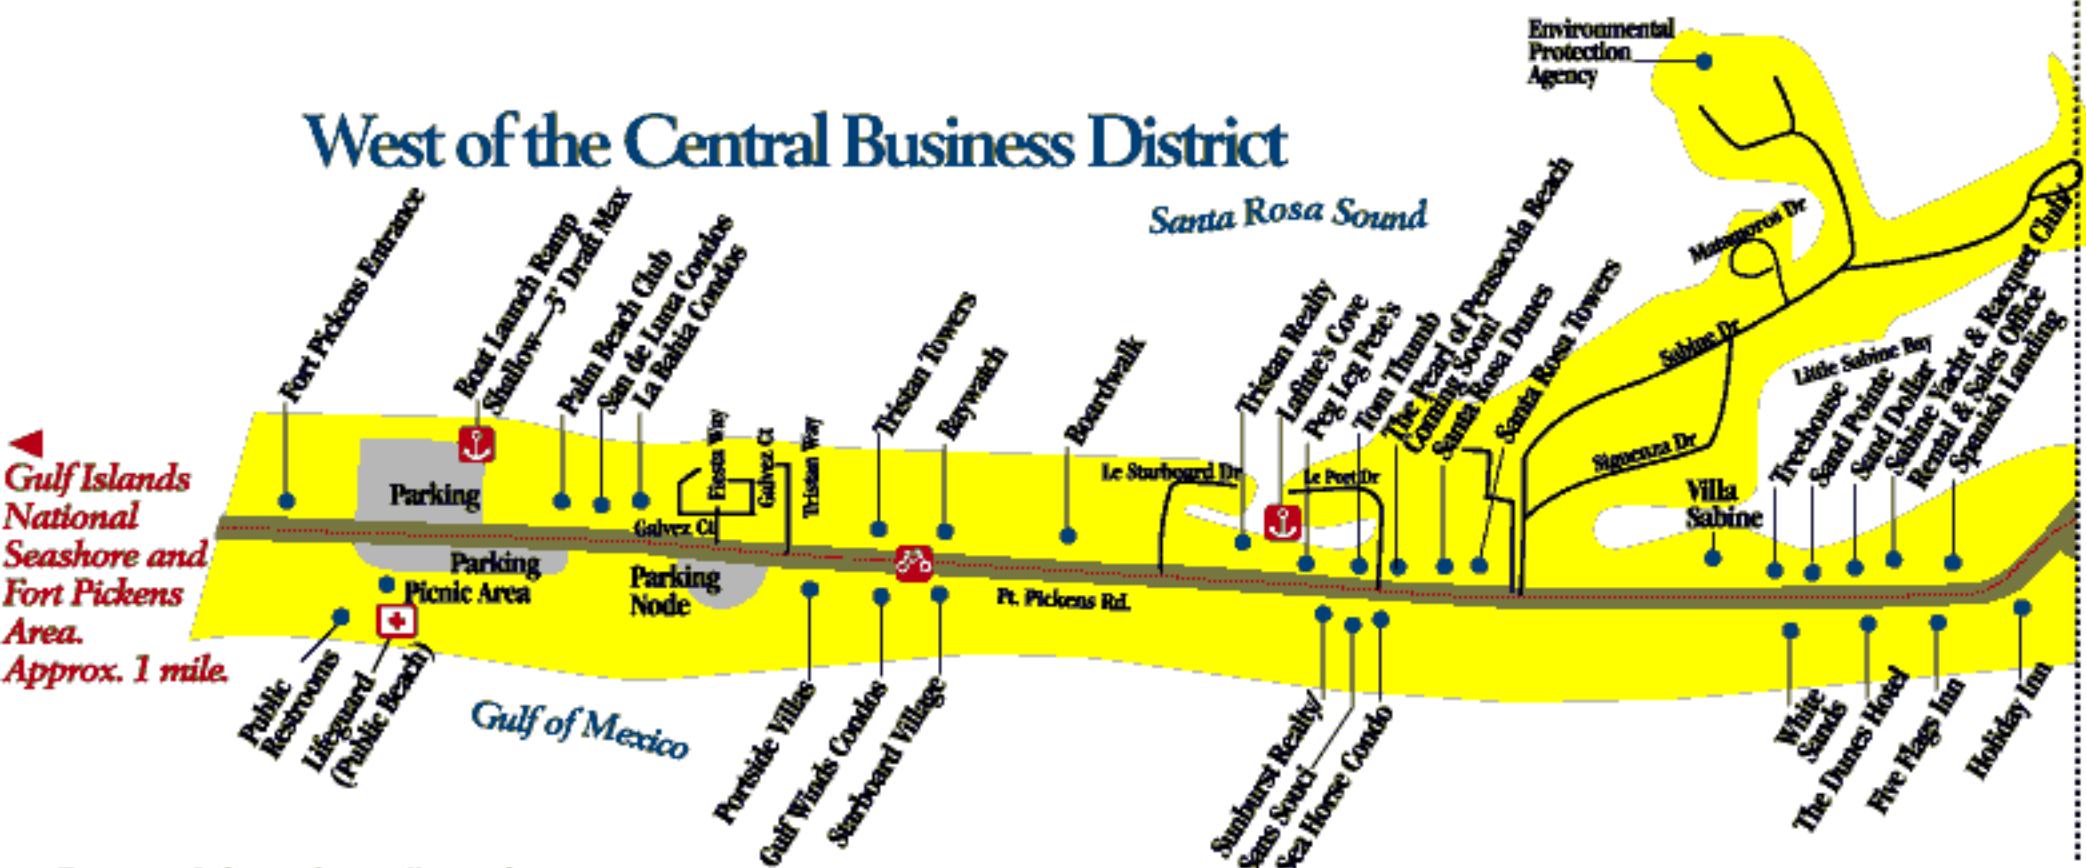 Environmental
Protection
Agency
West of the Central Business District
Santa Rosa Sound
Fort Pickens Entrance
Boat Launch Ramp
Shallow—3' Draft Max
Palm Beach Club
San de Luna Condos
La Bahia Condos
Tristan Towers
Baywatch
Boardwalk
Tristan Realty
Lafitte's Cove
Peg Leg Pete's
Tom Thumb
The Pearl of Pensacola Beach
Coming Soon!
Santa Rosa Dunes
Santa Rosa Towers
Matamoros Dr
Sabine Dr
Little Sabine Bay
Siguenza Dr
Villa
Sabine
Treehouse
Sand Pointe
Sand Dollar
Sabine Yacht & Racquet Club/
Rental & Sales Office
Spanish Landing
Gulf Islands
National
Seashore and
Fort Pickens
Area.
Approx. 1 mile.
Parking
Parking
Picnic Area
Fiesta Way
Galvez Ct
Tristan Way
Galvez Ct
Parking
Node
Le Starboard Dr
Le Port Dr
Ft. Pickens Rd.
Public
Restrooms
Lifeguard
(Public Beach)
Gulf of Mexico
Portside Villas
Gulf Winds Condos
Starboard Village
Sunburst Realty/
Sans Souci
Sea Horse Condo
White
Sands
The Dunes Hotel
Five Flags Inn
Holiday Inn